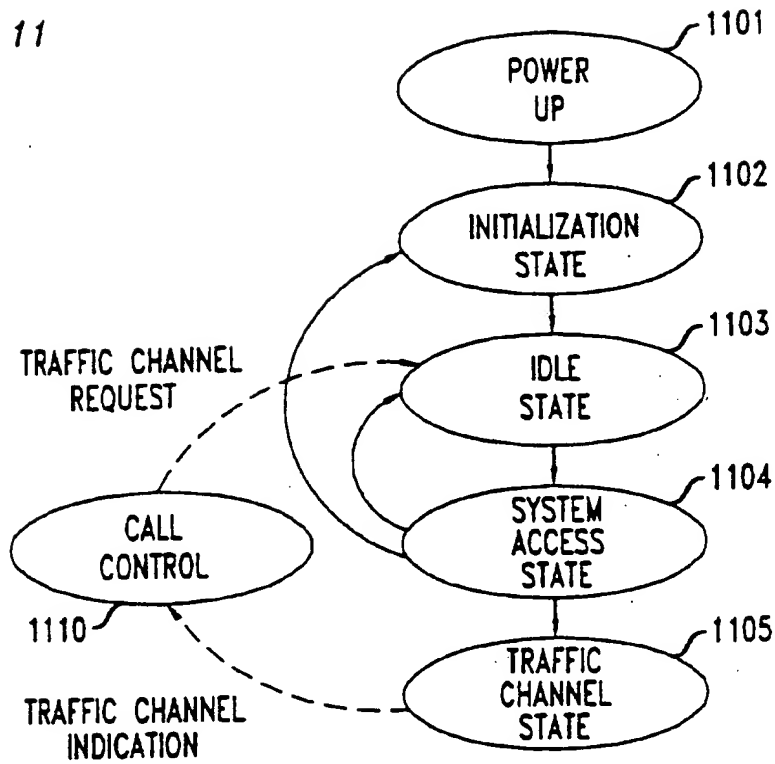 11
1101
POWER
UP
1102
INITIALIZATION
STATE
1103
TRAFFIC CHANNEL
REQUEST
IDLE
STATE
1104
CALL
CONTROL
SYSTEM
ACCESS
STATE
1110
1105
TRAFFIC CHANNEL
INDICATION
TRAFFIC
CHANNEL
STATE